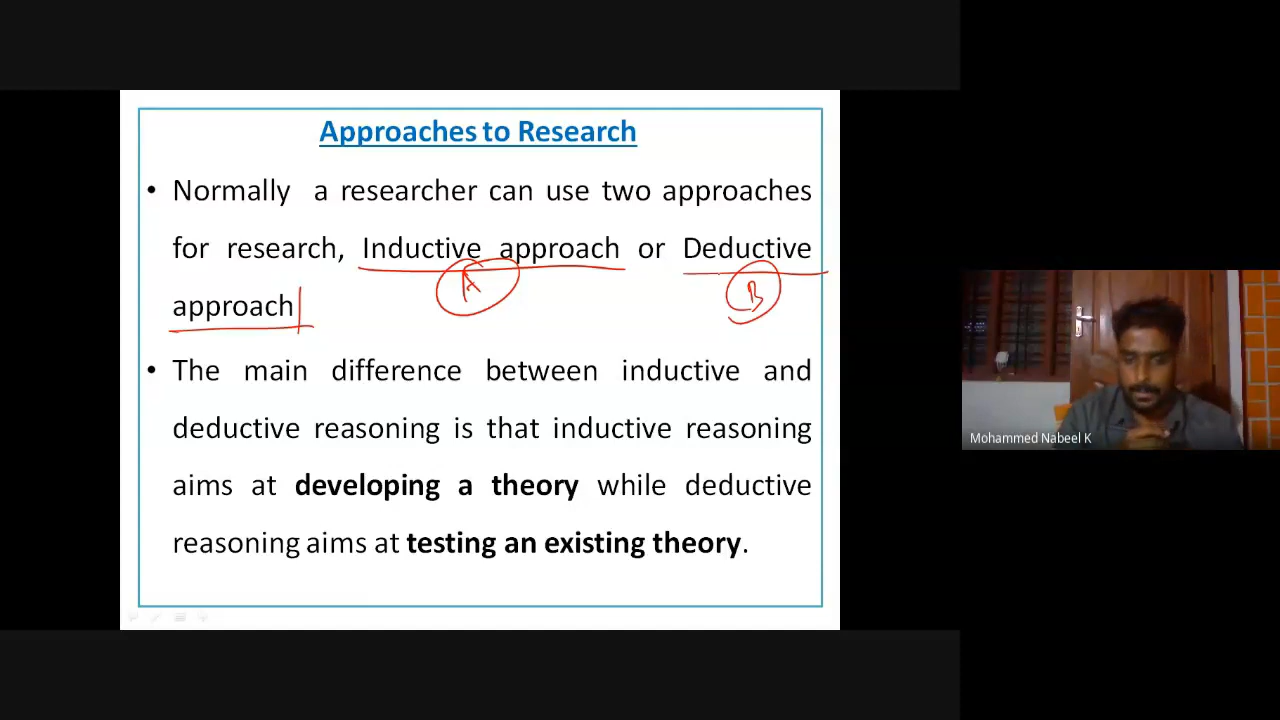 Approaches to Research
• Normally a researcher can use two approaches
for research, Inductive approach or Deductive
A
B
approach
• The main difference between inductive and
deductive reasoning is that inductive reasoning
aims at developing a theory while deductive
reasoning aims at testing an existing theory.
Mohammed Nabeel K